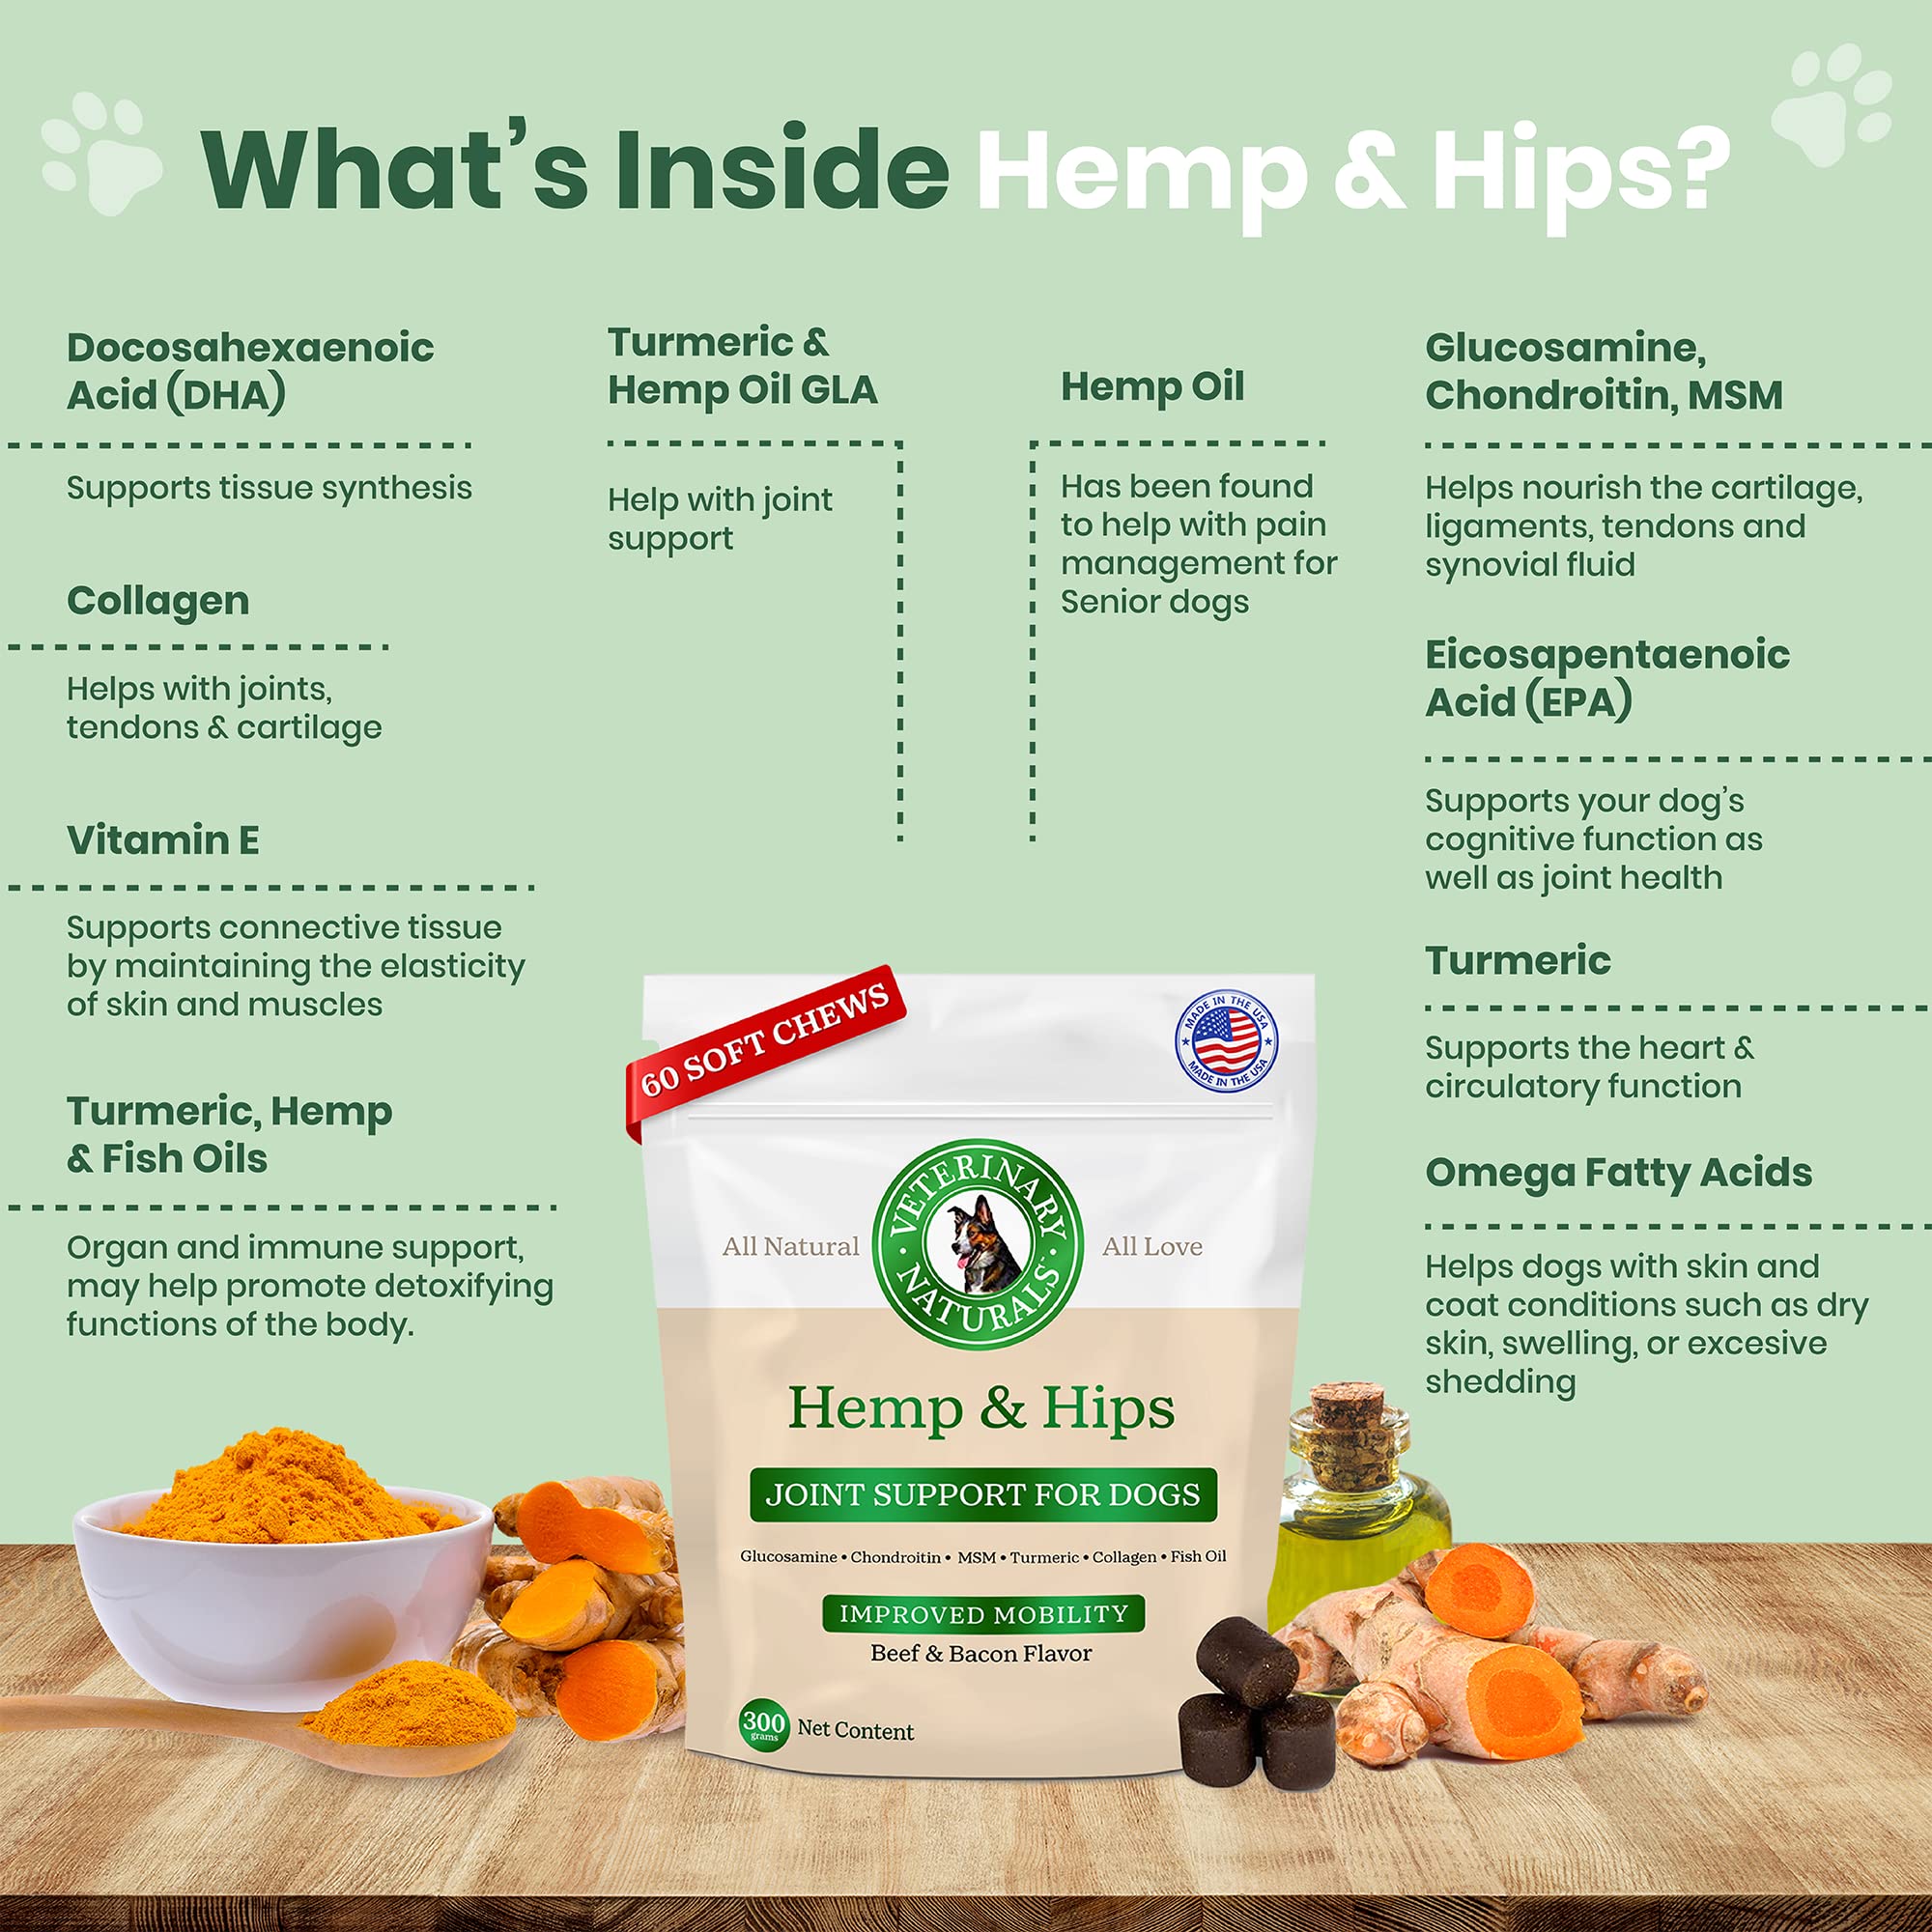 What's Inside Hemp & Hips?
Docosahexaenoic
Acid (DHA)
Supports tissue synthesis
Collagen
Helps with joints,
tendons & cartilage
Vitamin E
Supports connective tissue
by maintaining the elasticity
of skin and muscles
Turmeric, Hemp
& Fish Oils
Organ and immune support,
may help promote detoxifying
functions of the body.
Turmeric &
Hemp Oil GLA
Help with joint
support
Hemp Oil
Has been found
to help with pain
management for
Senior dogs
Glucosamine,
Chondroitin, MSM
Helps nourish the cartilage,
ligaments, tendons and
synovial fluid
Eicosapentaenoic
Acid (EPA)
Supports your dog's
cognitive function as
well as joint health
Turmeric
Supports the heart &
circulatory function
Omega Fatty Acids
Helps dogs with skin and
coat conditions such as dry
skin, swelling, or excesive
shedding
60 SOFT CHEWS
MADE IN THE USA
MADE IN THE USA
VETERINARY
NATURALS
All Natural
All Love
Hemp & Hips
JOINT SUPPORT FOR DOGS
Glucosamine • Chondroitin • MSM • Turmeric • Collagen • Fish Oil
IMPROVED MOBILITY
Beef & Bacon Flavor
300
grams
Net Content